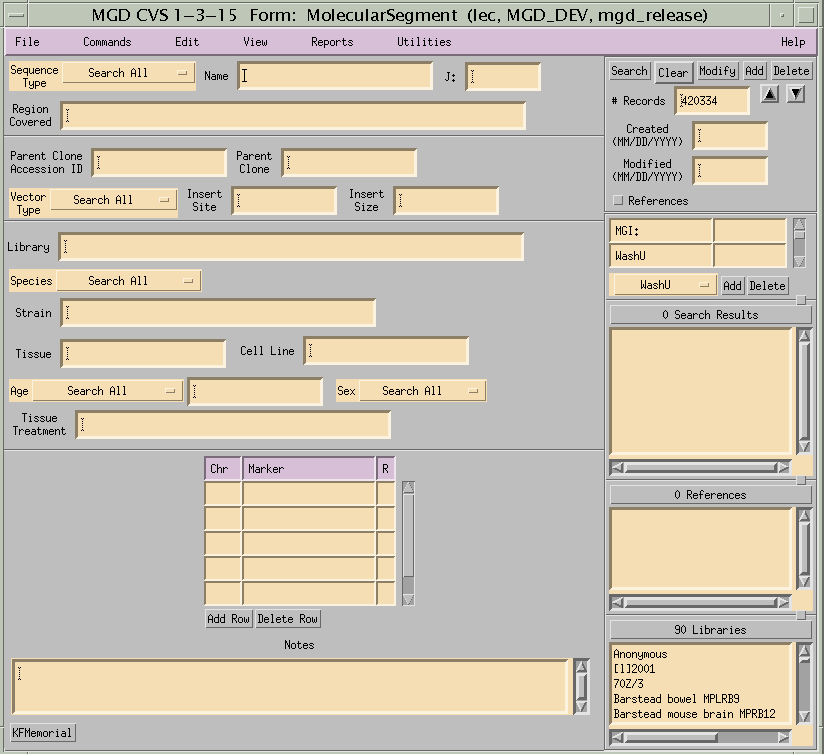 MGD CVS 1-3-15 Form: MolecularSegment (lec, MGD_DEV, mgd_release)
File Commands Edit View Reports Utilities Help
Sequence Type Search All Name J:
Region Covered
Parent Clone Accession ID Parent Clone
Vector Type Search All Insert Site Insert Size
Library
Species Search All
Strain
Tissue Cell Line
Age Search All Sex Search All
Tissue Treatment
Chr Marker R
Add Row Delete Row
Notes
KFMemorial
Search Clear Modify Add Delete
# Records 420334
Created (MM/DD/YYYY)
Modified (MM/DD/YYYY)
References
MGI:
WashU
WashU Add Delete
0 Search Results
0 References
90 Libraries
Anonymous
[l]2001
70Z/3
Barstead bowel MPLRB9
Barstead mouse brain MPRB12